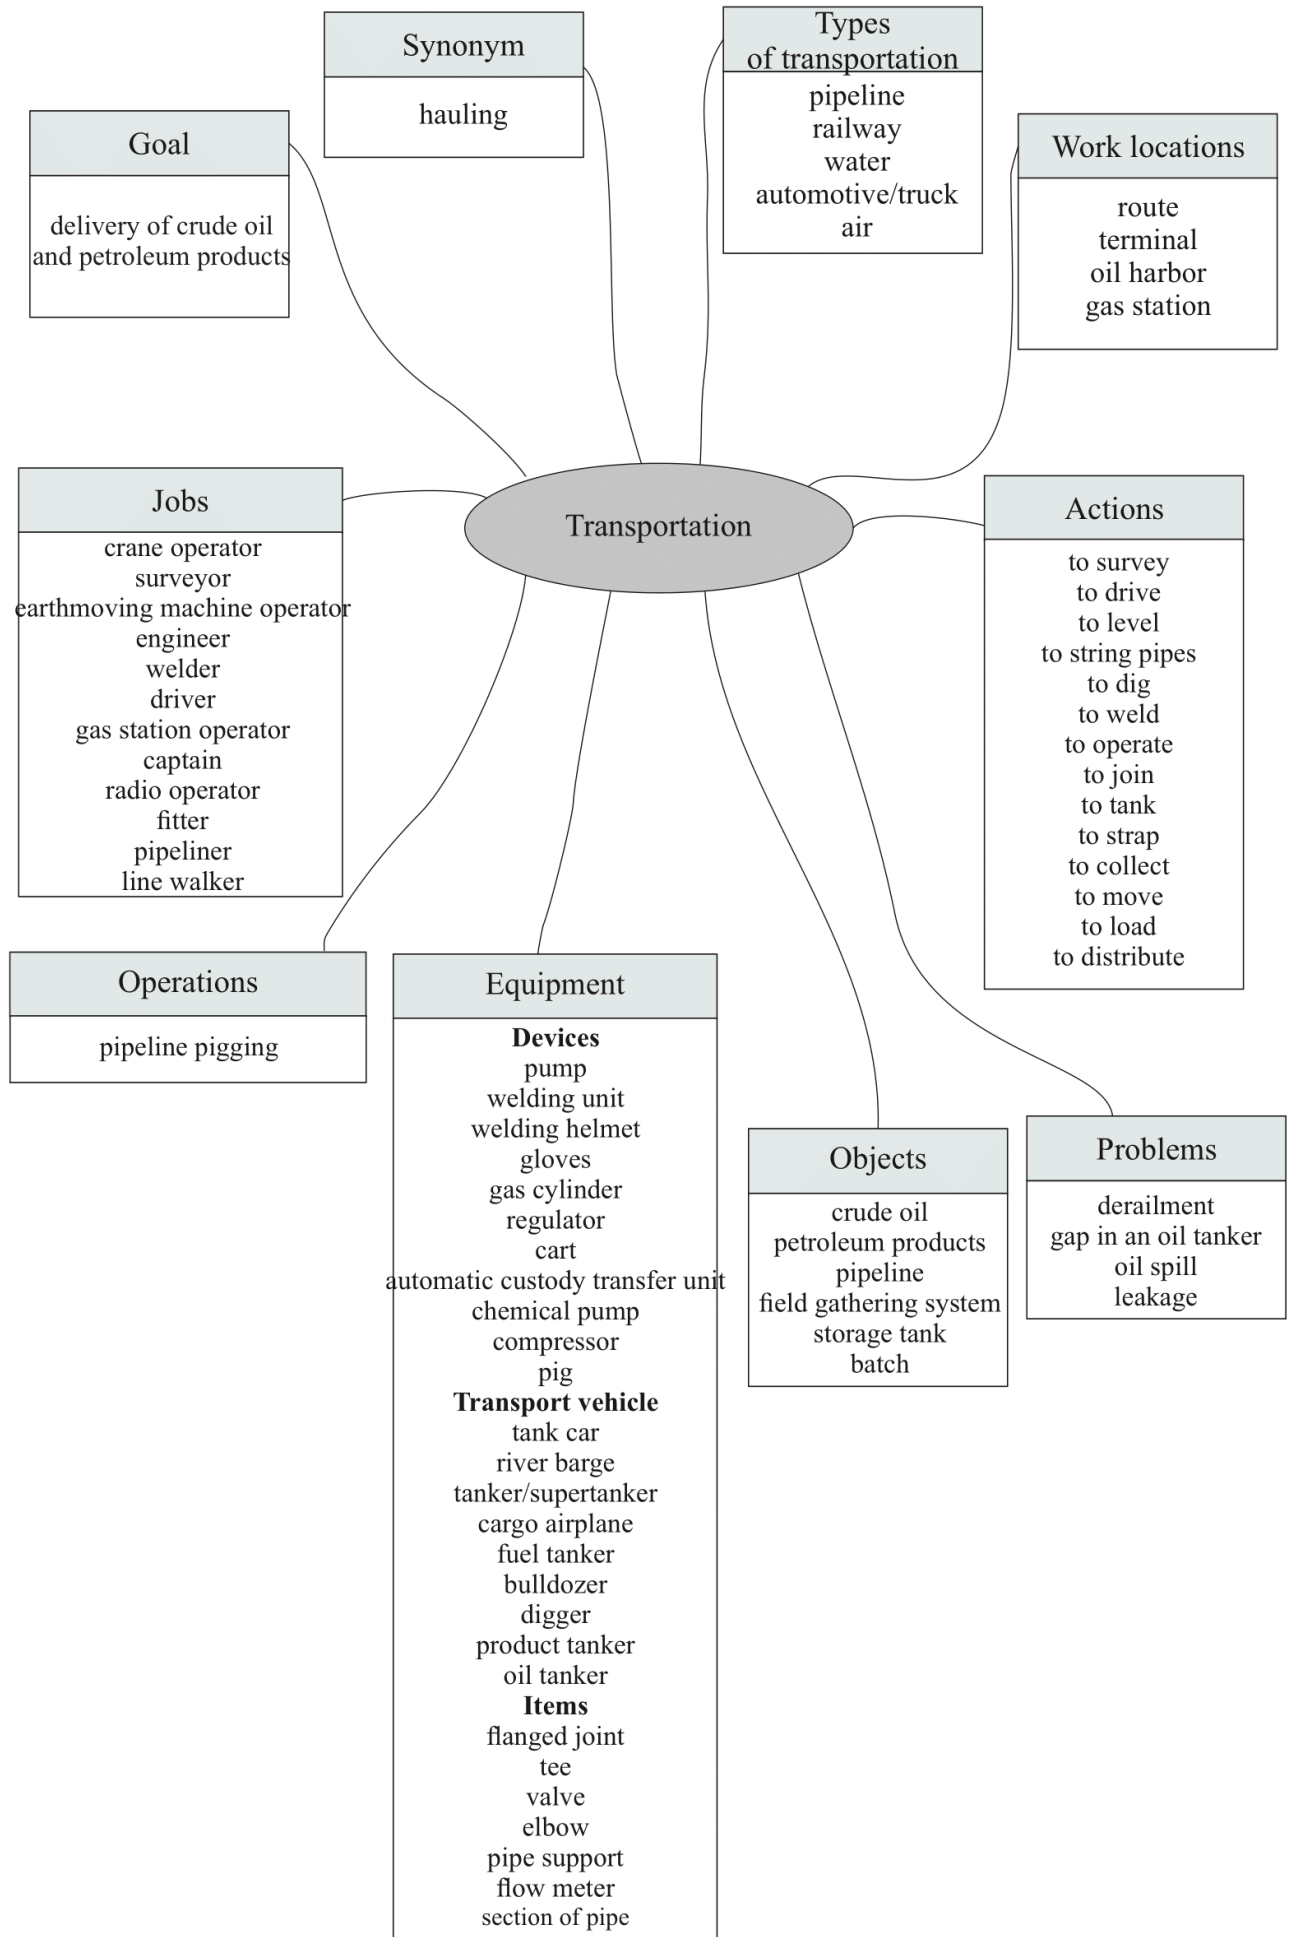 Synonym
hauling
Types
of transportation
pipeline
railway
water
automotive/truck
air
Goal
delivery of crude oil
and petroleum products
Work locations
route
terminal
oil harbor
gas station
Transportation
Jobs
crane operator
surveyor
earthmoving machine operator
engineer
welder
driver
gas station operator
captain
radio operator
fitter
pipeliner
line walker
Actions
to survey
to drive
to level
to string pipes
to dig
to weld
to operate
to join
to tank
to strap
to collect
to move
to load
to distribute
Operations
pipeline pigging
Equipment
Devices
pump
welding unit
welding helmet
gloves
gas cylinder
regulator
cart
automatic custody transfer unit
chemical pump
compressor
pig
Transport vehicle
tank car
river barge
tanker/supertanker
cargo airplane
fuel tanker
bulldozer
digger
product tanker
oil tanker
Items
flanged joint
tee
valve
elbow
pipe support
flow meter
section of pipe
Objects
crude oil
petroleum products
pipeline
field gathering system
storage tank
batch
Problems
derailment
gap in an oil tanker
oil spill
leakage